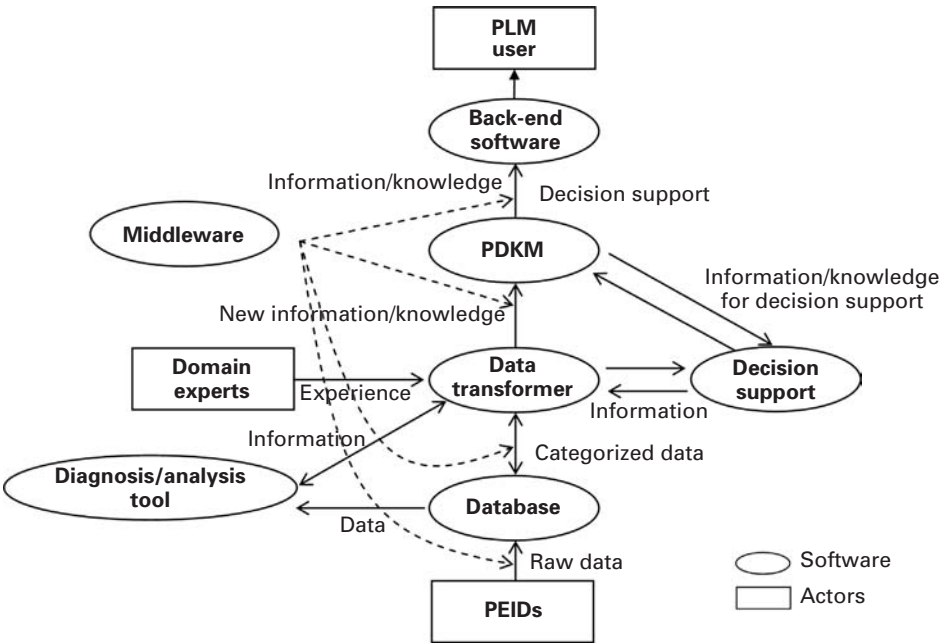 PLM
user
Back-end
software
Information/knowledge
Decision support
Middleware
PDKM
Information/knowledge
for decision support
New information/knowledge
Domain
experts
Experience
Data
transformer
Decision
support
Information
Information
Categorized data
Diagnosis/analysis
tool
Database
Data
Raw data
PEIDs
Software
Actors